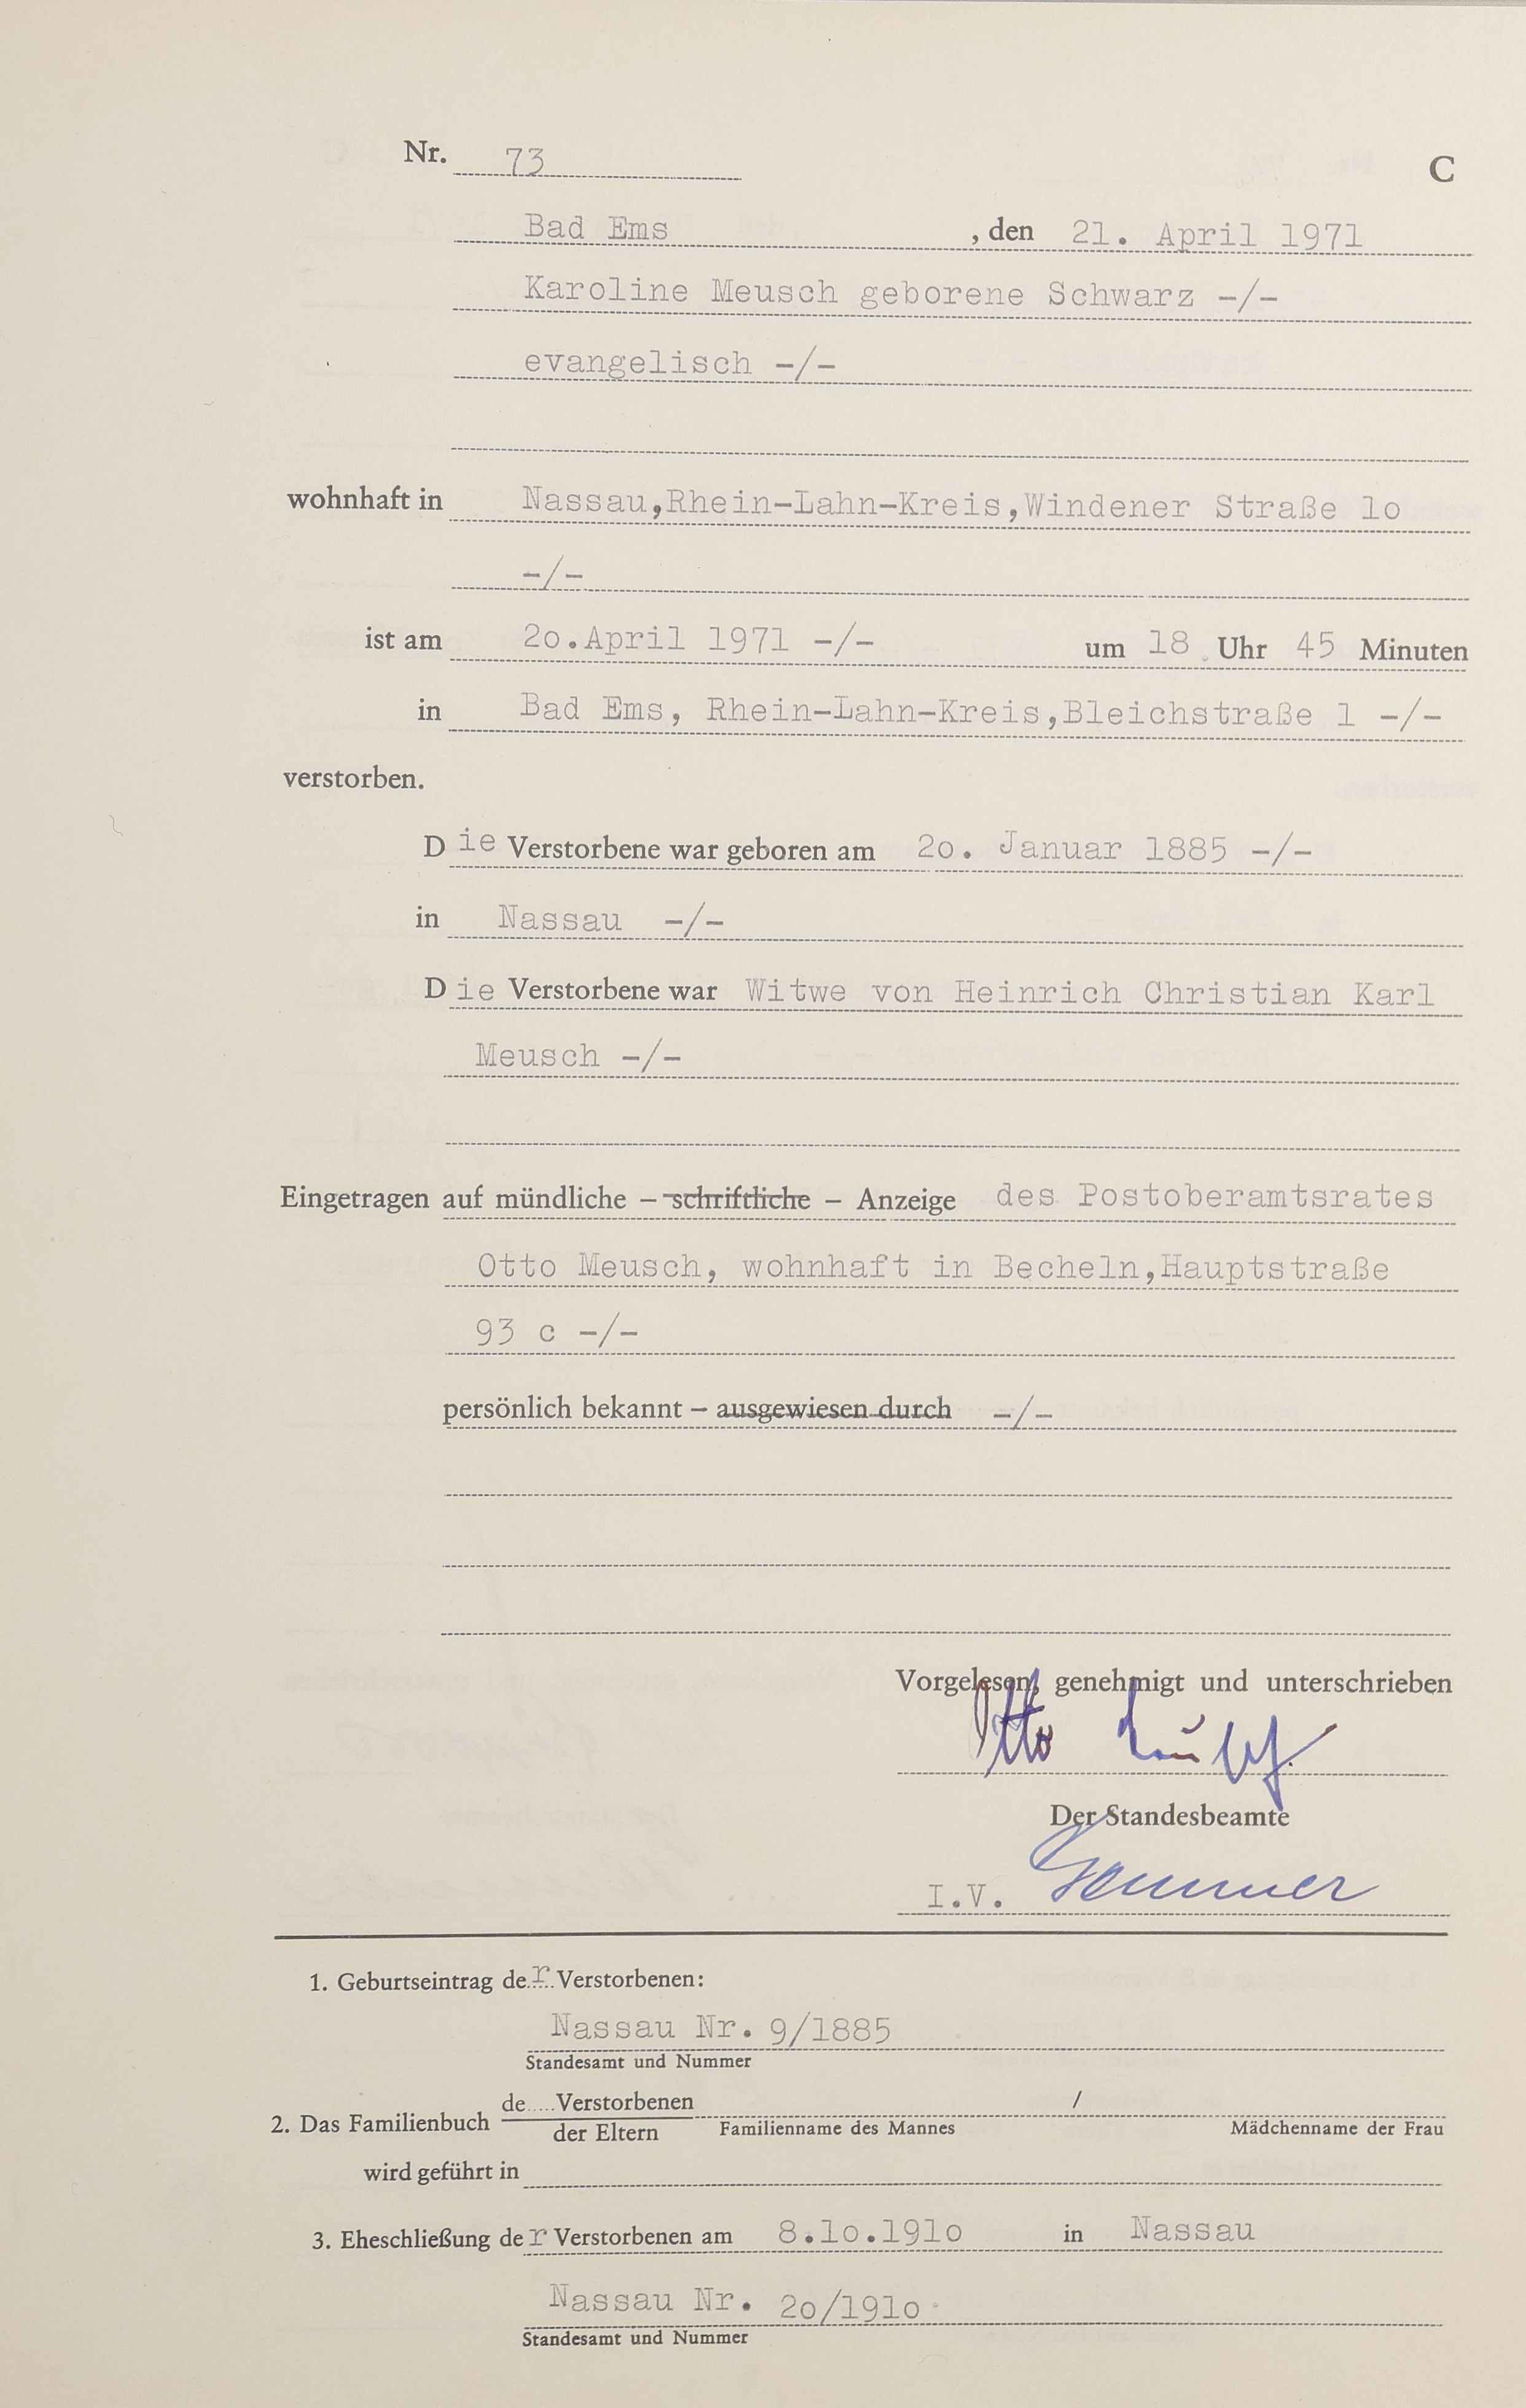 Nr. 73 C
Bad Ems , den 21. April 1971
Karoline Meusch geborene Schwarz -/-
evangelisch -/-
wohnhaft in Nassau,Rhein-Lahn-Kreis,Windener Straße lo
-/-
ist am 2o.April 1971 -/- um 18 Uhr 45 Minuten
in Bad Ems, Rhein-Lahn-Kreis,Bleichstraße 1 -/-
verstorben.
Die Verstorbene war geboren am 2o. Januar 1885 -/-
in Nassau -/-
Die Verstorbene war Witwe von Heinrich Christian Karl
Meusch -/-
Eingetragen auf mündliche – schriftliche – Anzeige des Postoberamtsrates
Otto Meusch, wohnhaft in Becheln,Hauptstraße
93 c -/-
persönlich bekannt – ausgewiesen durch -/-
Vorgelesen, genehmigt und unterschrieben
Otto Meusch
Der Standesbeamte
I.V. Sommer
1. Geburtseintrag der Verstorbenen:
Nassau Nr. 9/1885
Standesamt und Nummer
de..... Verstorbenen /
2. Das Familienbuch
der Eltern Familienname des Mannes Mädchenname der Frau
wird geführt in
3. Eheschließung der Verstorbenen am 8.lo.191o in Nassau
Nassau Nr. 2o/191o
Standesamt und Nummer